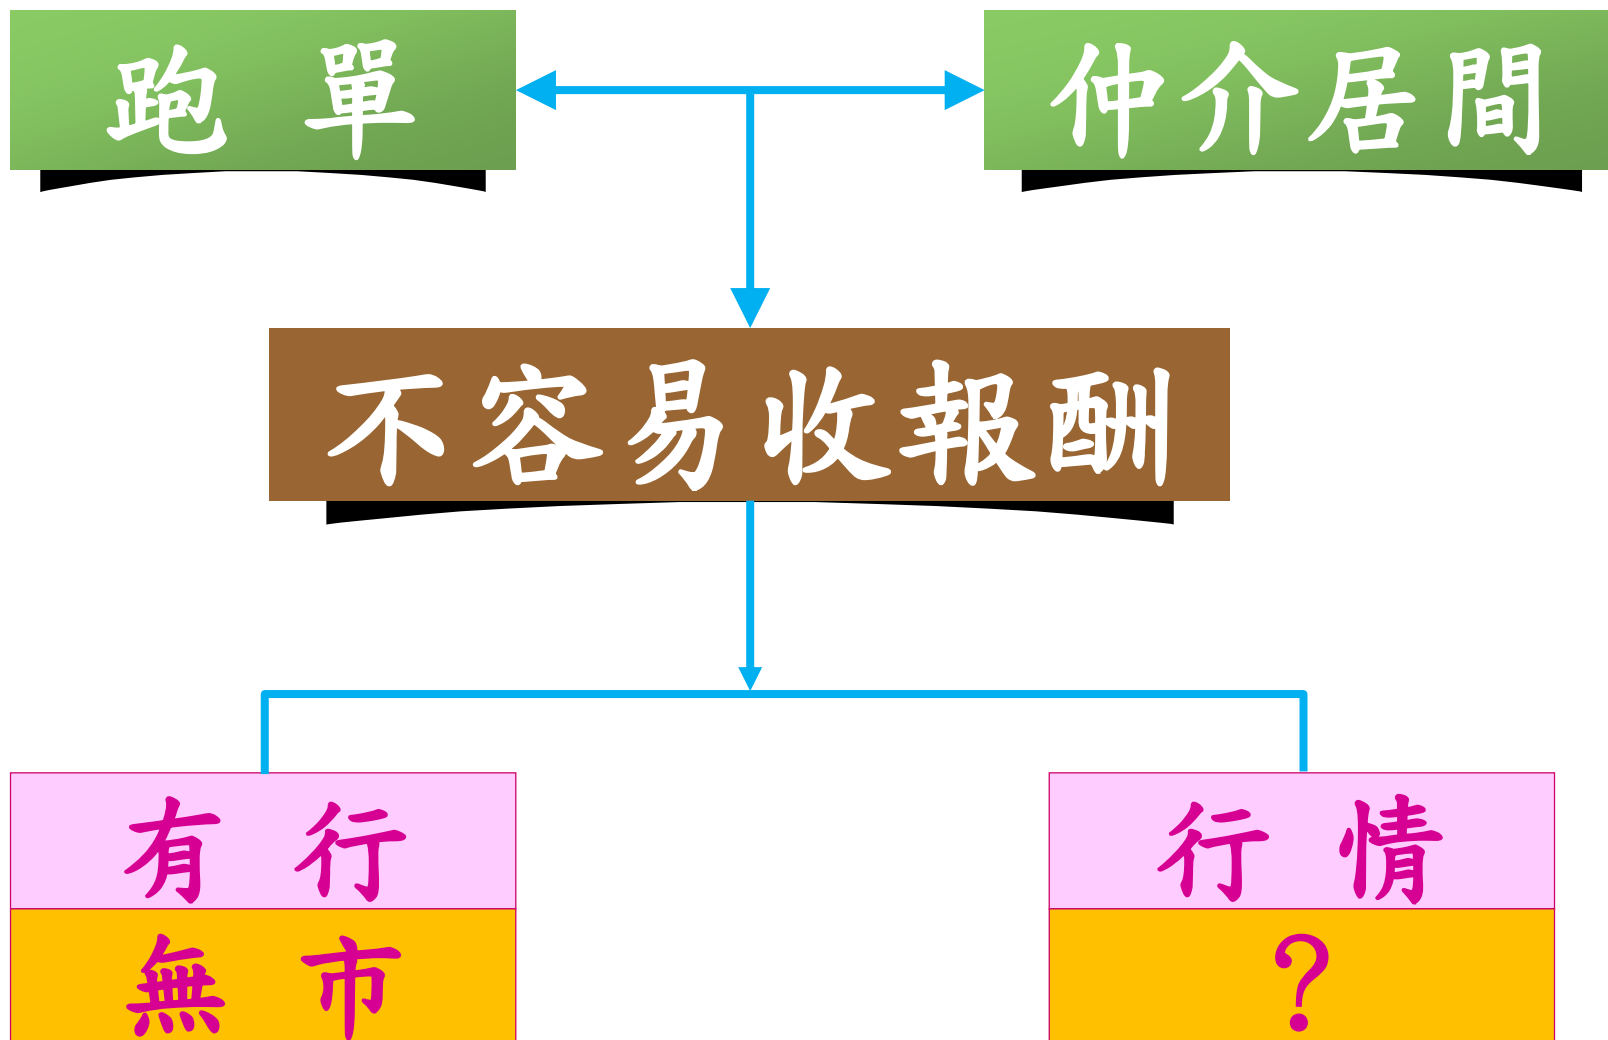 跑 單
仲介居間
不容易收報酬
有 行
無 市
行 情
？